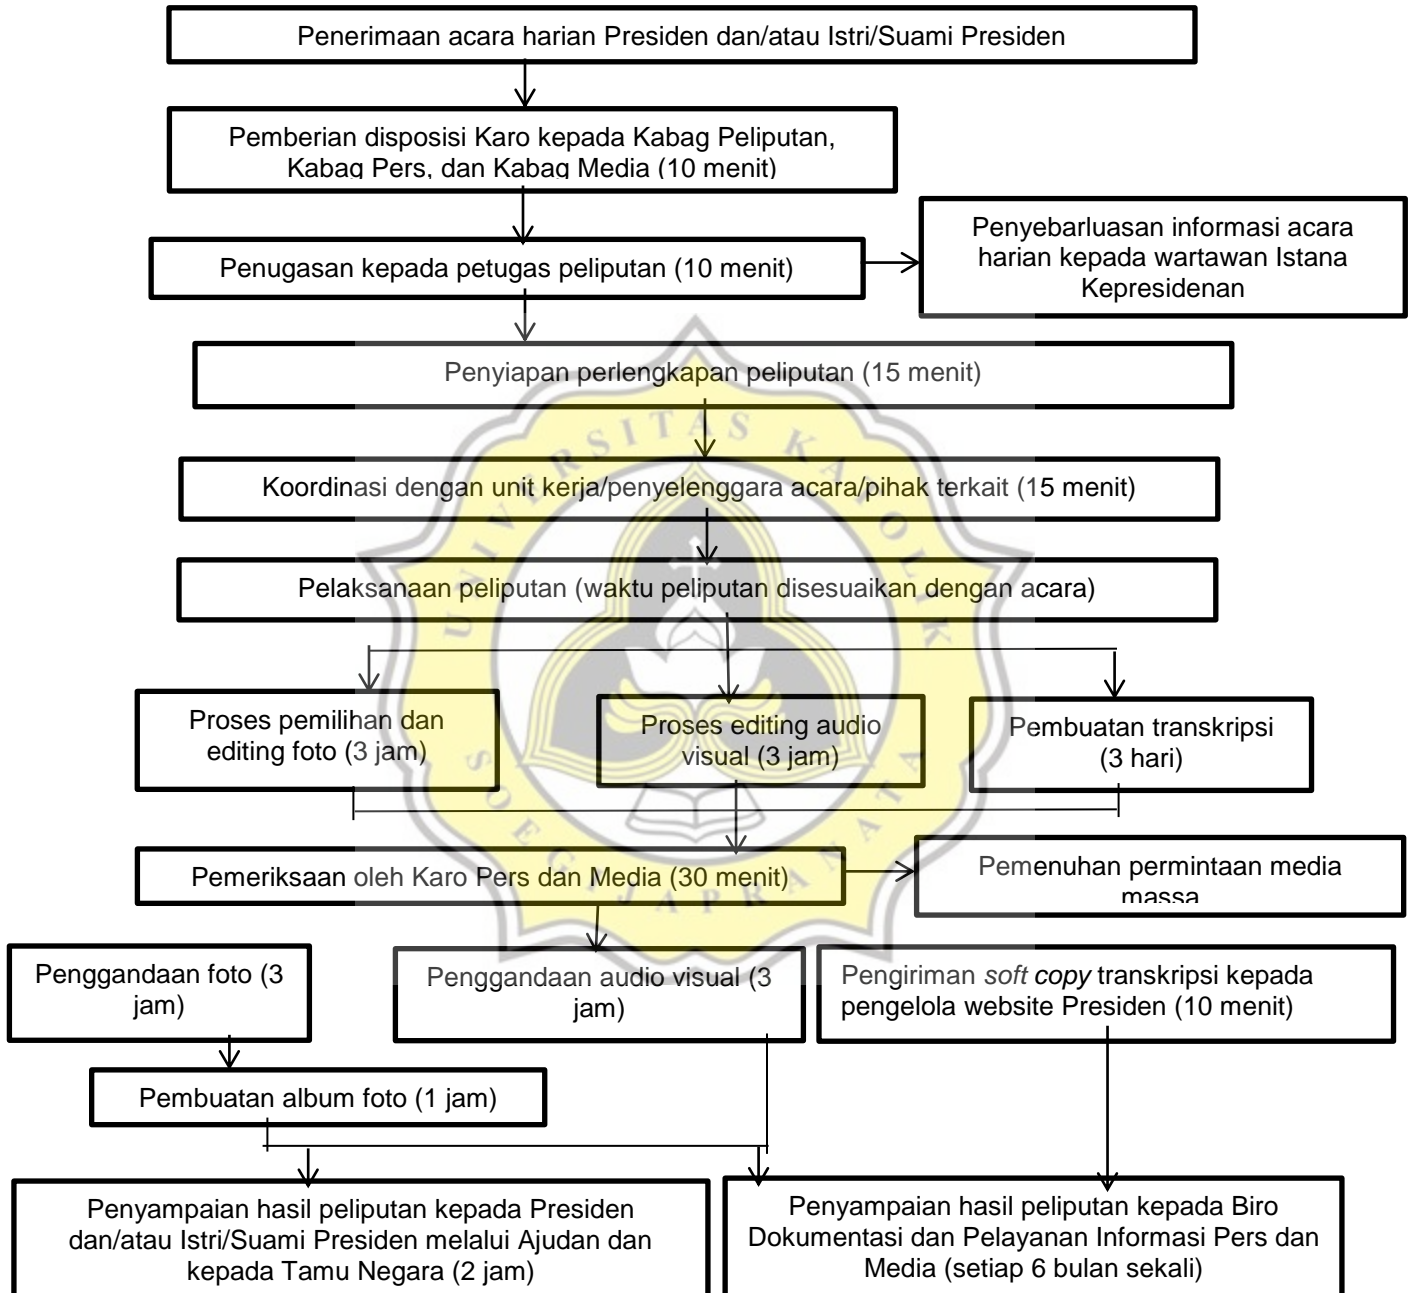 Penerimaan acara harian Presiden dan/atau Istri/Suami Presiden
Pemberian disposisi Karo kepada Kabag Peliputan,
Kabag Pers, dan Kabag Media (10 menit)
Penugasan kepada petugas peliputan (10 menit)
Penyebarluasan informasi acara
harian kepada wartawan Istana
Kepresidenan
Penyiapan perlengkapan peliputan (15 menit)
Koordinasi dengan unit kerja/penyelenggara acara/pihak terkait (15 menit)
Pelaksanaan peliputan (waktu peliputan disesuaikan dengan acara)
Proses pemilihan dan
editing foto (3 jam)
Proses editing audio
visual (3 jam)
Pembuatan transkripsi
(3 hari)
Pemeriksaan oleh Karo Pers dan Media (30 menit)
Pemenuhan permintaan media
massa
Penggandaan foto (3
jam)
Penggandaan audio visual (3
jam)
Pengiriman soft copy transkripsi kepada
pengelola website Presiden (10 menit)
Pembuatan album foto (1 jam)
Penyampaian hasil peliputan kepada Presiden
dan/atau Istri/Suami Presiden melalui Ajudan dan
kepada Tamu Negara (2 jam)
Penyampaian hasil peliputan kepada Biro
Dokumentasi dan Pelayanan Informasi Pers dan
Media (setiap 6 bulan sekali)
UNIVERSITAS KATOLIK
SOEGIJAPRANATA